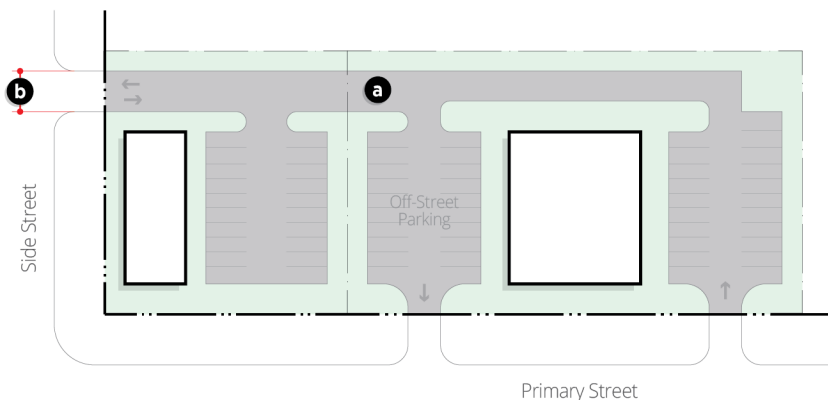 a
b
Off-Street
Parking
Side Street
Primary Street